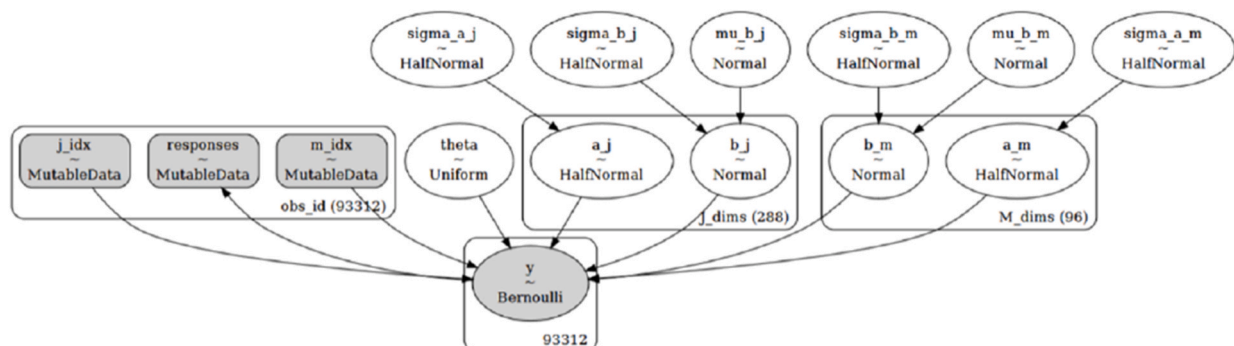 sigma_a_j
~
HalfNormal
sigma_b_j
~
HalfNormal
mu_b_j
~
Normal
sigma_b_m
~
HalfNormal
mu_b_m
~
Normal
sigma_a_m
~
HalfNormal
j_idx
~
MutableData
responses
~
MutableData
m_idx
~
MutableData
obs_id (93312)
theta
~
Uniform
a_j
~
HalfNormal
b_j
~
Normal
J_dims (288)
b_m
~
Normal
a_m
~
HalfNormal
M_dims (96)
y
~
Bernoulli
93312